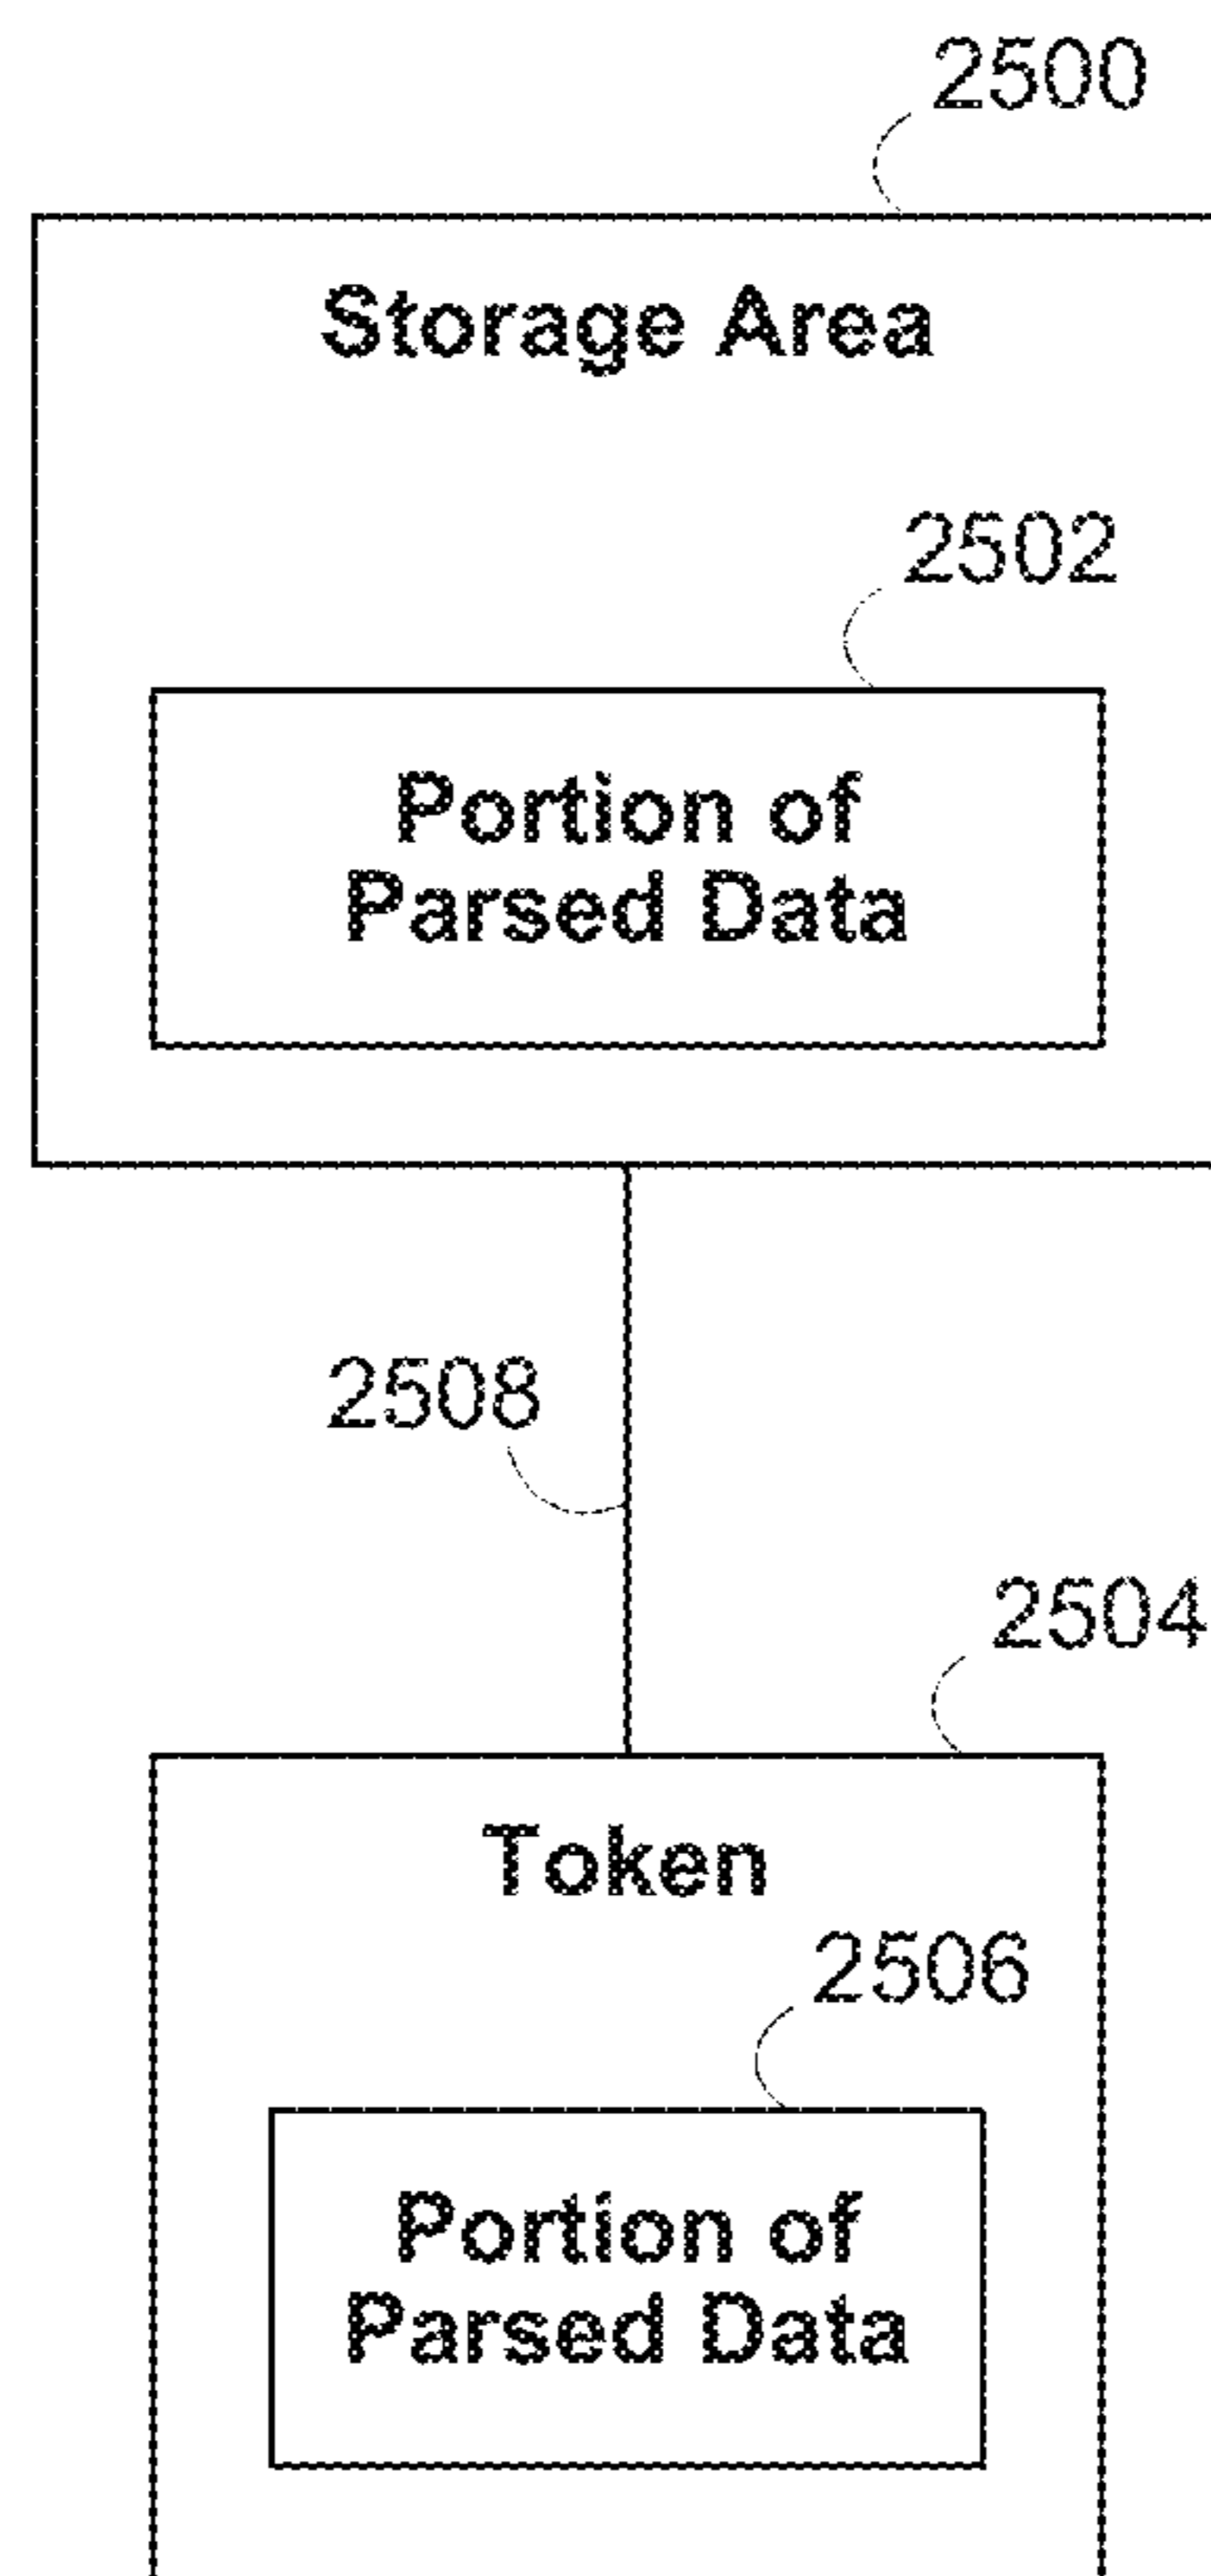 2500
Storage Area
2502
Portion of
Parsed Data
2508
2504
Token
2506
Portion of
Parsed Data